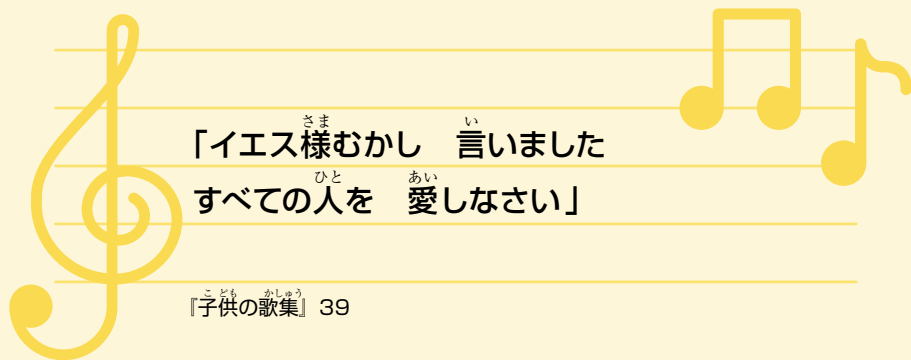 「イエス様むかし　言いました
すべての人を　愛しなさい」
『子供の歌集』39